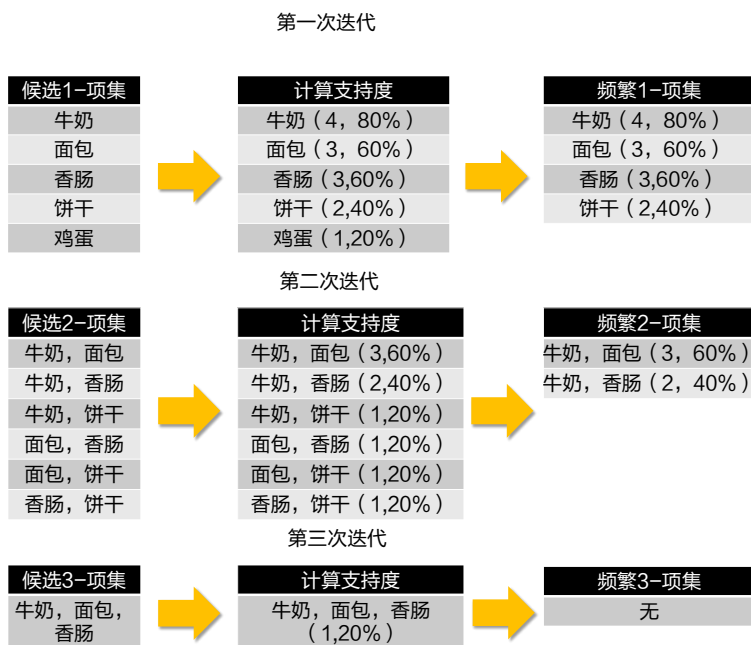 第一次迭代
候选1-项集 计算支持度 频繁1-项集
牛奶 牛奶（4，80%） 牛奶（4，80%）
面包 面包（3，60%） 面包（3，60%）
香肠 香肠（3,60%） 香肠（3,60%）
饼干 饼干（2,40%） 饼干（2,40%）
鸡蛋 鸡蛋（1,20%）
第二次迭代
候选2-项集 计算支持度 频繁2-项集
牛奶，面包 牛奶，面包（3,60%） 牛奶，面包（3，60%）
牛奶，香肠 牛奶，香肠（2,40%） 牛奶，香肠（2，40%）
牛奶，饼干 牛奶，饼干（1,20%）
面包，香肠 面包，香肠（1,20%）
面包，饼干 面包，饼干（1,20%）
香肠，饼干 香肠，饼干（1,20%）
第三次迭代
候选3-项集 计算支持度 频繁3-项集
牛奶，面包， 牛奶，面包，香肠 无
香肠 （1,20%）